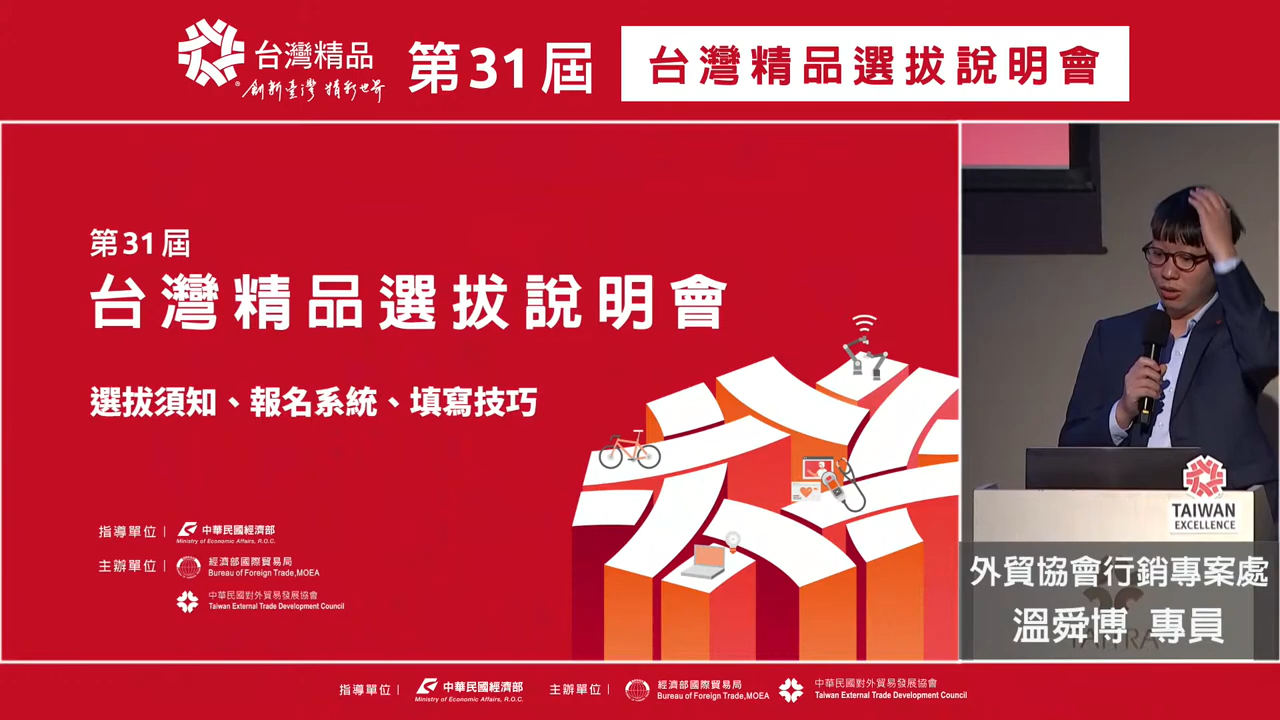 台灣精品
創新臺灣 精彩世界
第31屆
台灣精品選拔說明會
第31屆
台灣精品選拔說明會
選拔須知、報名系統、填寫技巧
指導單位 | 中華民國經濟部
Ministry of Economic Affairs, R.O.C.
主辦單位 | 經濟部國際貿易局
Bureau of Foreign Trade,MOEA
中華民國對外貿易發展協會
Taiwan External Trade Development Council
TAIWAN
EXCELLENCE
外貿協會行銷專案處
溫舜博 專員
指導單位 | 中華民國經濟部
Ministry of Economic Affairs, R.O.C.
主辦單位 | 經濟部國際貿易局
Bureau of Foreign Trade,MOEA
中華民國對外貿易發展協會
Taiwan External Trade Development Council